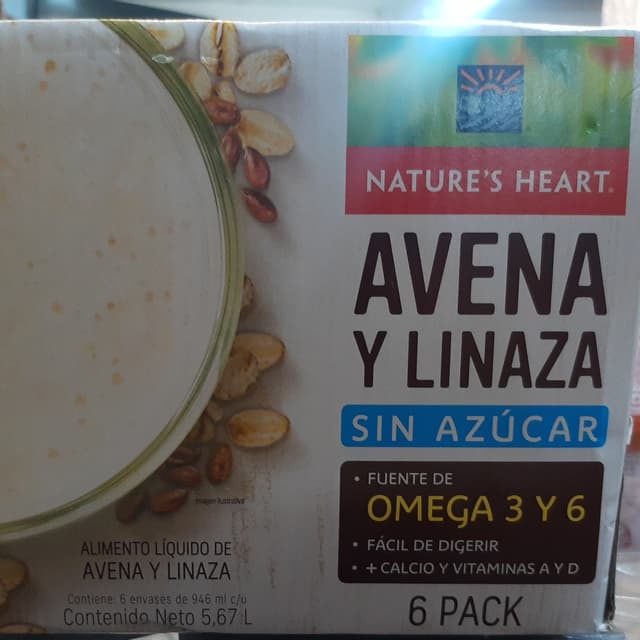 NATURE'S HEART®
AVENA
Y LINAZA
SIN AZÚCAR
• FUENTE DE
OMEGA 3 Y 6
• FÁCIL DE DIGERIR
• + CALCIO Y VITAMINAS A Y D
6 PACK
imagen ilustrativa
ALIMENTO LÍQUIDO DE
AVENA Y LINAZA
Contiene: 6 envases de 946 ml c/u
Contenido Neto 5,67 L